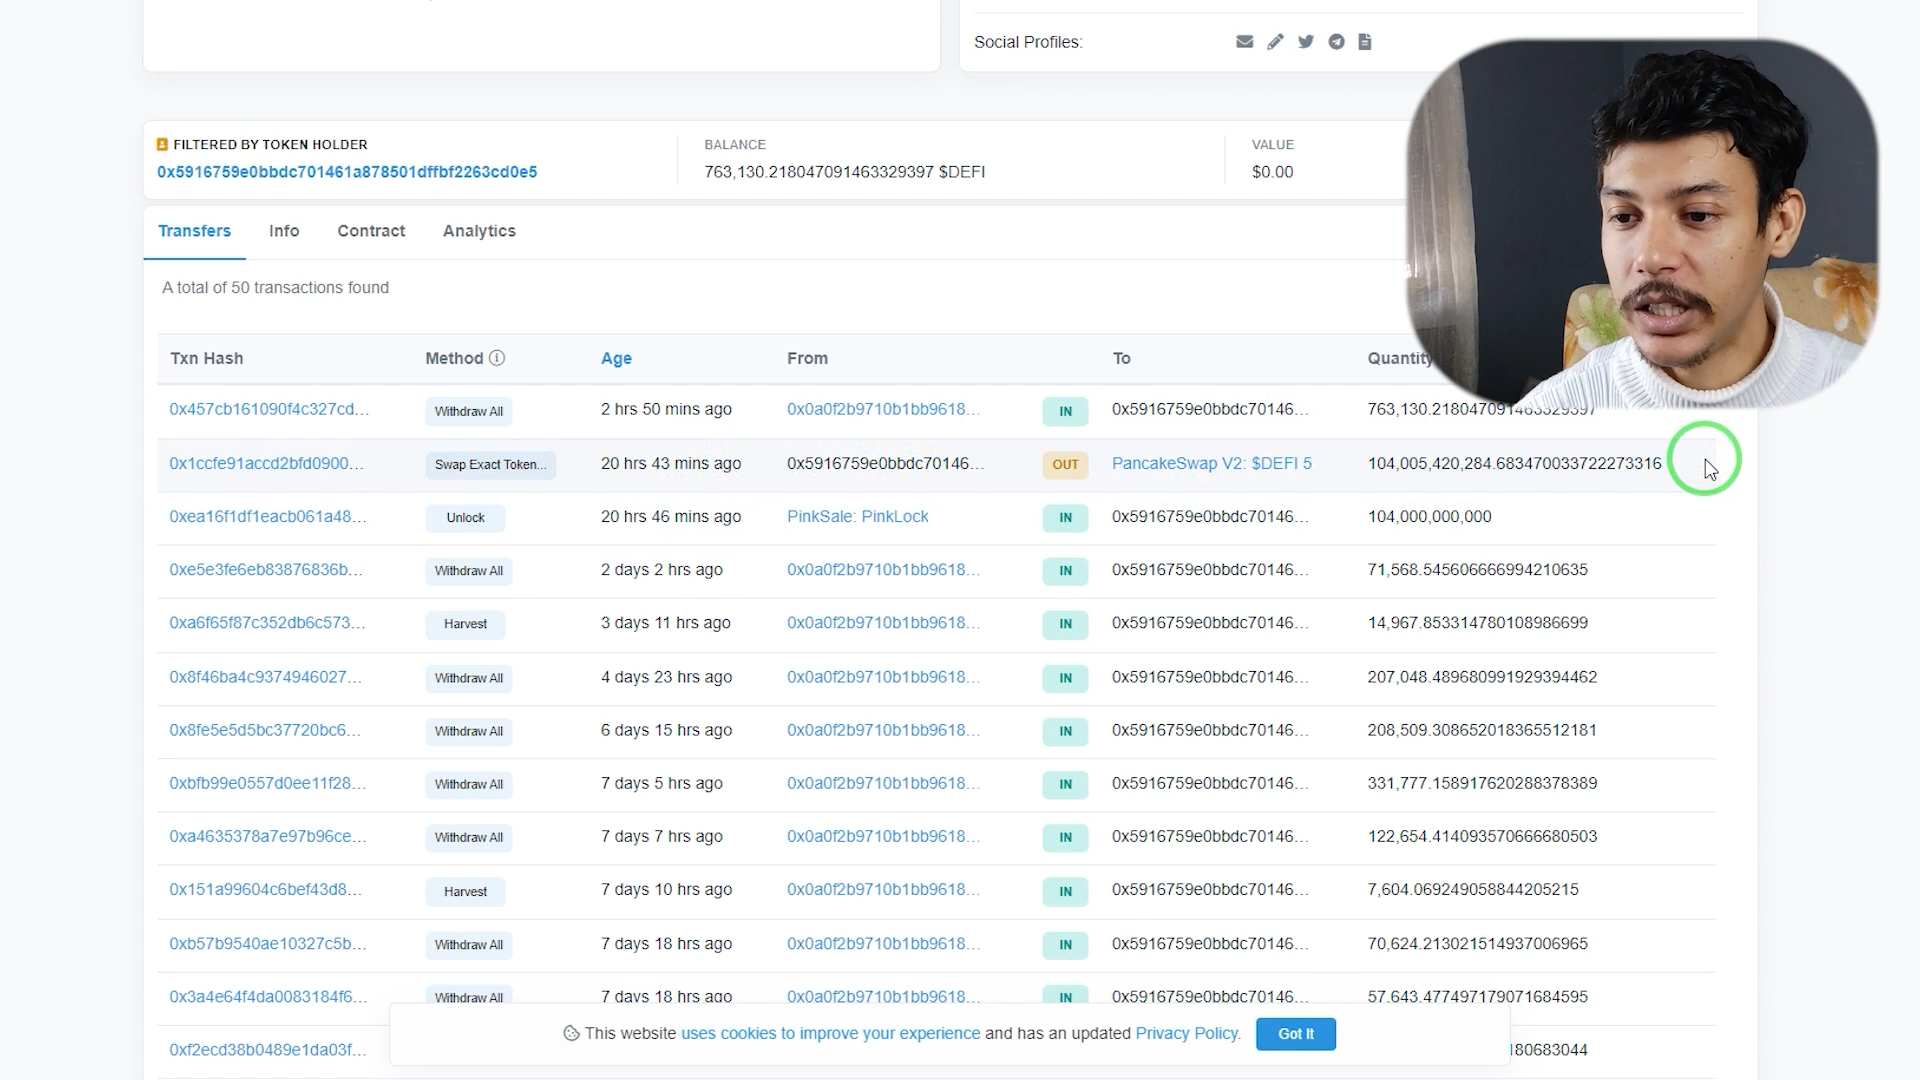 Social Profiles:
FILTERED BY TOKEN HOLDER BALANCE VALUE
0x5916759e0bbdc701461a878501dffbf2263cd0e5 763,130.218047091463329397 $DEFI $0.00
Transfers Info Contract Analytics
A total of 50 transactions found
Txn Hash Method Age From To Quantity
0x457cb161090f4c327cd... Withdraw All 2 hrs 50 mins ago 0x0a0f2b9710b1bb9618... IN 0x5916759e0bbdc70146... 763,130.218047091463329397
0x1ccfe91accd2bfd0900... Swap Exact Token... 20 hrs 43 mins ago 0x5916759e0bbdc70146... OUT PancakeSwap V2: $DEFI 5 104,005,420,284.683470033722273316
0xea16f1df1eacb061a48... Unlock 20 hrs 46 mins ago PinkSale: PinkLock IN 0x5916759e0bbdc70146... 104,000,000,000
0xe5e3fe6eb83876836b... Withdraw All 2 days 2 hrs ago 0x0a0f2b9710b1bb9618... IN 0x5916759e0bbdc70146... 71,568.545606666994210635
0xa6f65f87c352db6c573... Harvest 3 days 11 hrs ago 0x0a0f2b9710b1bb9618... IN 0x5916759e0bbdc70146... 14,967.853314780108986699
0x8f46ba4c9374946027... Withdraw All 4 days 23 hrs ago 0x0a0f2b9710b1bb9618... IN 0x5916759e0bbdc70146... 207,048.489680991929394462
0x8fe5e5d5bc37720bc6... Withdraw All 6 days 15 hrs ago 0x0a0f2b9710b1bb9618... IN 0x5916759e0bbdc70146... 208,509.308652018365512181
0xbfb99e0557d0ee11f28... Withdraw All 7 days 5 hrs ago 0x0a0f2b9710b1bb9618... IN 0x5916759e0bbdc70146... 331,777.158917620288378389
0xa4635378a7e97b96ce... Withdraw All 7 days 7 hrs ago 0x0a0f2b9710b1bb9618... IN 0x5916759e0bbdc70146... 122,654.414093570666680503
0x151a99604c6bef43d8... Harvest 7 days 10 hrs ago 0x0a0f2b9710b1bb9618... IN 0x5916759e0bbdc70146... 7,604.069249058844205215
0xb57b9540ae10327c5b... Withdraw All 7 days 18 hrs ago 0x0a0f2b9710b1bb9618... IN 0x5916759e0bbdc70146... 70,624.213021514937006965
0x3a4e64f4da0083184f6... Withdraw All 7 days 18 hrs ago 0x0a0f2b9710b1bb9618... IN 0x5916759e0bbdc70146... 57,643.477497179071684595
This website uses cookies to improve your experience and has an updated Privacy Policy. Got It
0xf2ecd38b0489e1da03f... 180683044